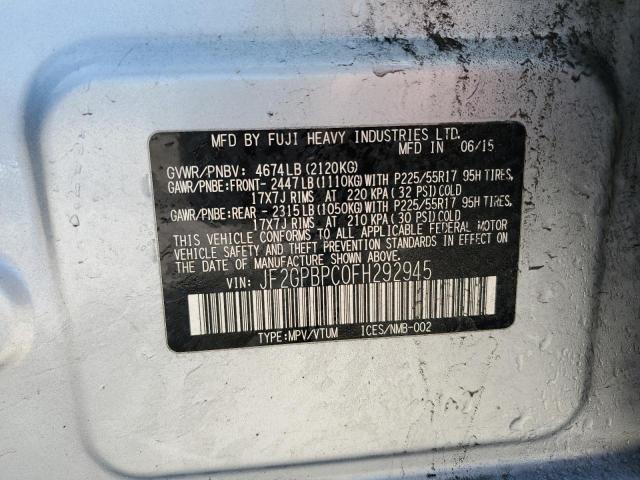 MFD BY FUJI HEAVY INDUSTRIES LTD.
MFD IN 06/15
GVWR/PNBV: 4674LB(2120KG)
GAWR/PNBE:FRONT- 2447LB(1110KG)WITH P225/55R17 95H TIRES,
17X7J RIMS AT 220 KPA(32 PSI)COLD
GAWR/PNBE:REAR - 2315LB(1050KG)WITH P225/55R17 95H TIRES,
17X7J RIMS AT 210 KPA(30 PSI)COLD
THIS VEHICLE CONFORMS TO ALL APPLICABLE FEDERAL MOTOR
VEHICLE SAFETY AND THEFT PREVENTION STANDARDS IN EFFECT
ON THE DATE OF MANUFACTURE SHOWN ABOVE.
VIN: JF2GPBPC0FH292945
TYPE:MPV/VTUM ICES/NMB-002